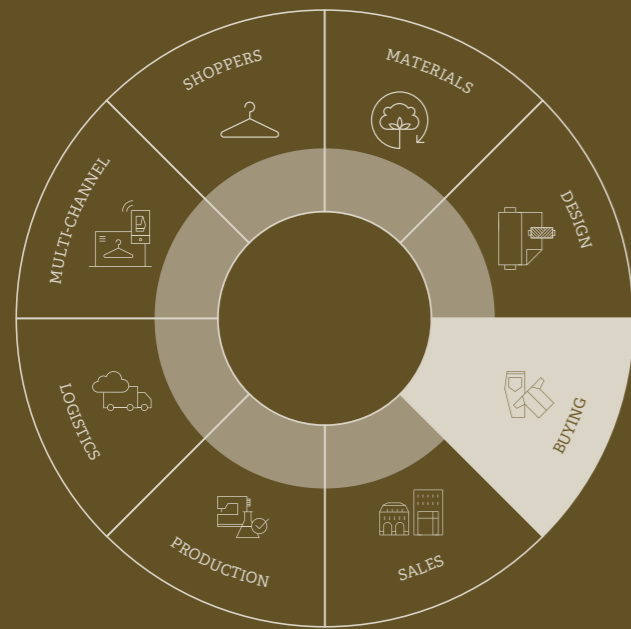 SHOPPERS
MATERIALS
DESIGN
BUYING
SALES
PRODUCTION
LOGISTICS
MULTI-CHANNEL